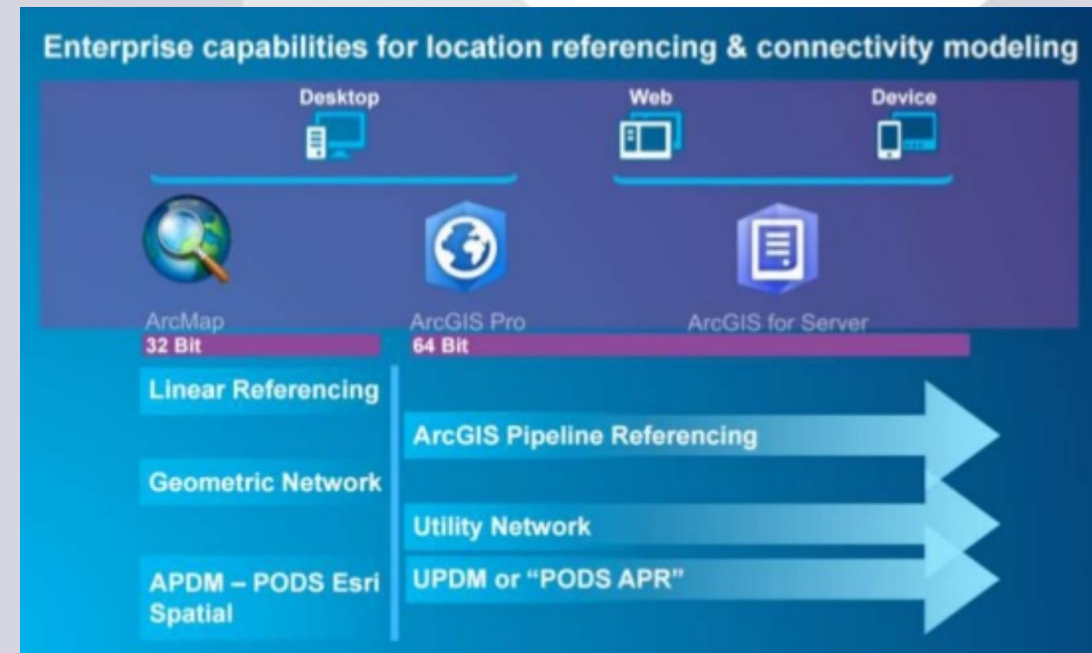 Enterprise capabilities for location referencing & connectivity modeling
Desktop
Web
Device
ArcMap
ArcGIS Pro
ArcGIS for Server
32 Bit
64 Bit
Linear Referencing
ArcGIS Pipeline Referencing
Geometric Network
Utility Network
APDM – PODS Esri
Spatial
UPDM or “PODS APR”